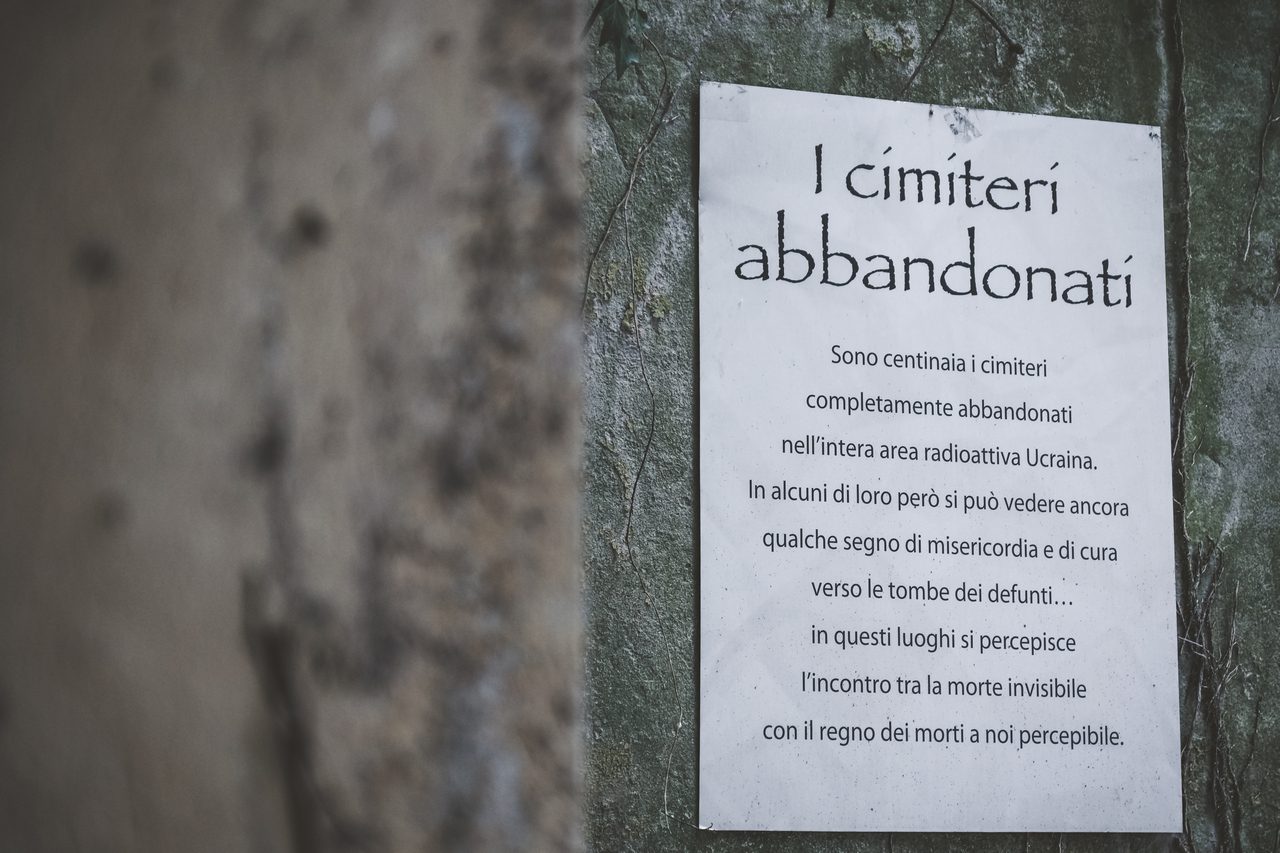 I cimiteri
abbandonati
Sono centinaia i cimiteri
completamente abbandonati
nell’intera area radioattiva Ucraina.
In alcuni di loro però si può vedere ancora
qualche segno di misericordia e di cura
verso le tombe dei defunti…
in questi luoghi si percepisce
l’incontro tra la morte invisibile
con il regno dei morti a noi percepibile.